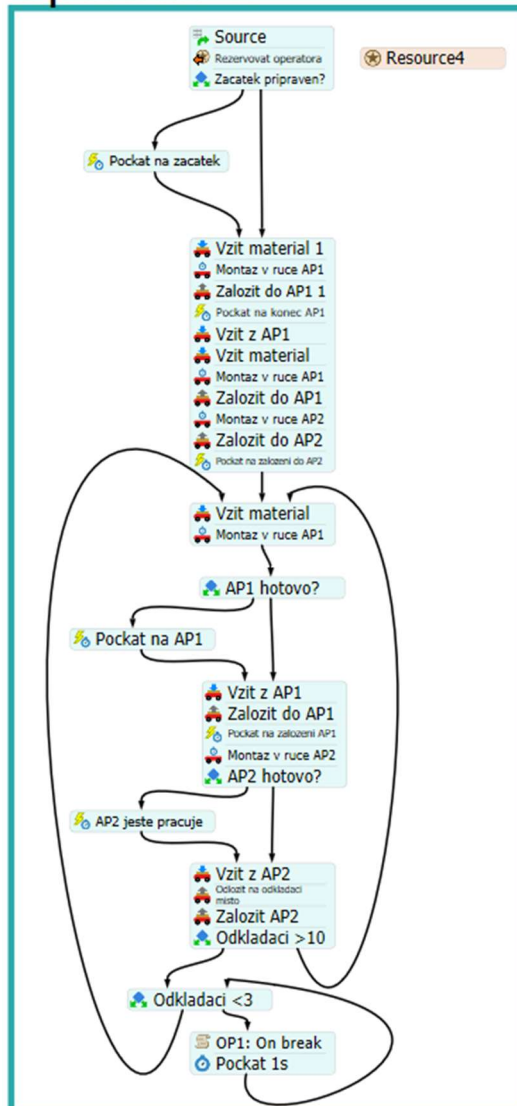 Source
Rezervovat operatora
Zacatek pripraven?
Resource4
Pockat na zacatek
Vzit material 1
Montaz v ruce AP1
Zalozit do AP1 1
Pockat na konec AP1
Vzit z AP1
Vzit material
Montaz v ruce AP1
Zalozit do AP1
Montaz v ruce AP2
Zalozit do AP2
Pockat na zalozeni do AP2
Vzit material
Montaz v ruce AP1
AP1 hotovo?
Pockat na AP1
Vzit z AP1
Zalozit do AP1
Pockat na zalozeni AP1
Montaz v ruce AP2
AP2 hotovo?
AP2 jeste pracuje
Vzit z AP2
Odlozit na odkladaci
misto
Zalozit AP2
Odkladaci >10
Odkladaci <3
OP1: On break
Pockat 1s